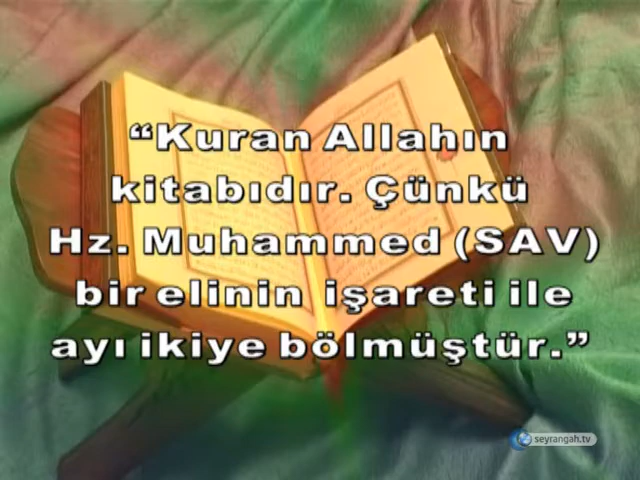 “Kuran Allahın
kitabıdır. Çünkü
Hz. Muhammed (SAV)
bir elinin işareti ile
ayı ikiye bölmüştür.”
seyrangah.tv